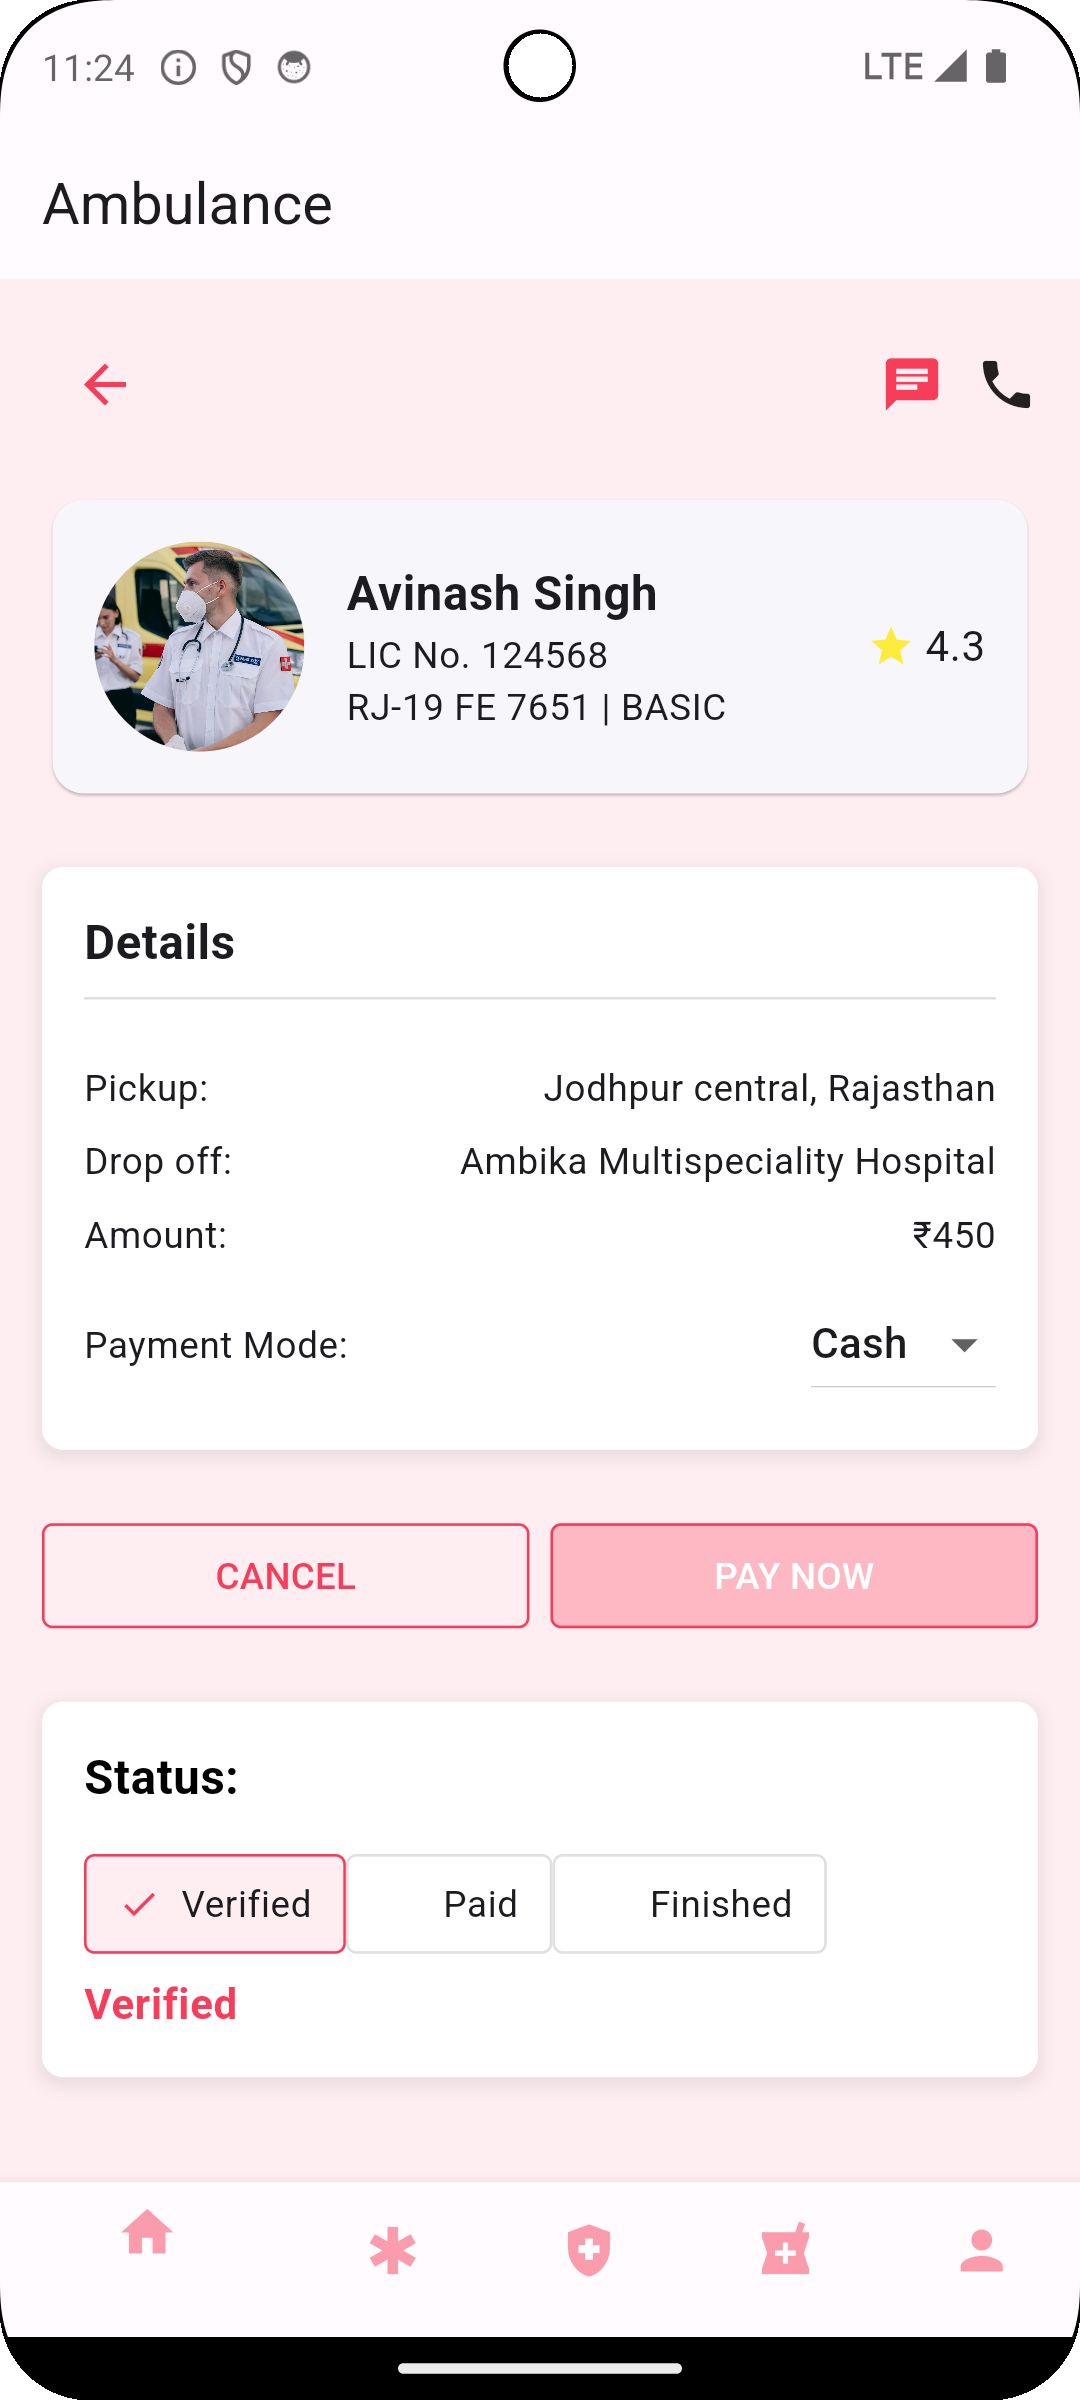 11:24
LTE
Ambulance
Avinash Singh
LIC No. 124568
RJ-19 FE 7651 | BASIC
4.3
Details
Pickup: Jodhpur central, Rajasthan
Drop off: Ambika Multispeciality Hospital
Amount: ₹450
Payment Mode: Cash
CANCEL PAY NOW
Status:
Verified Paid Finished
Verified